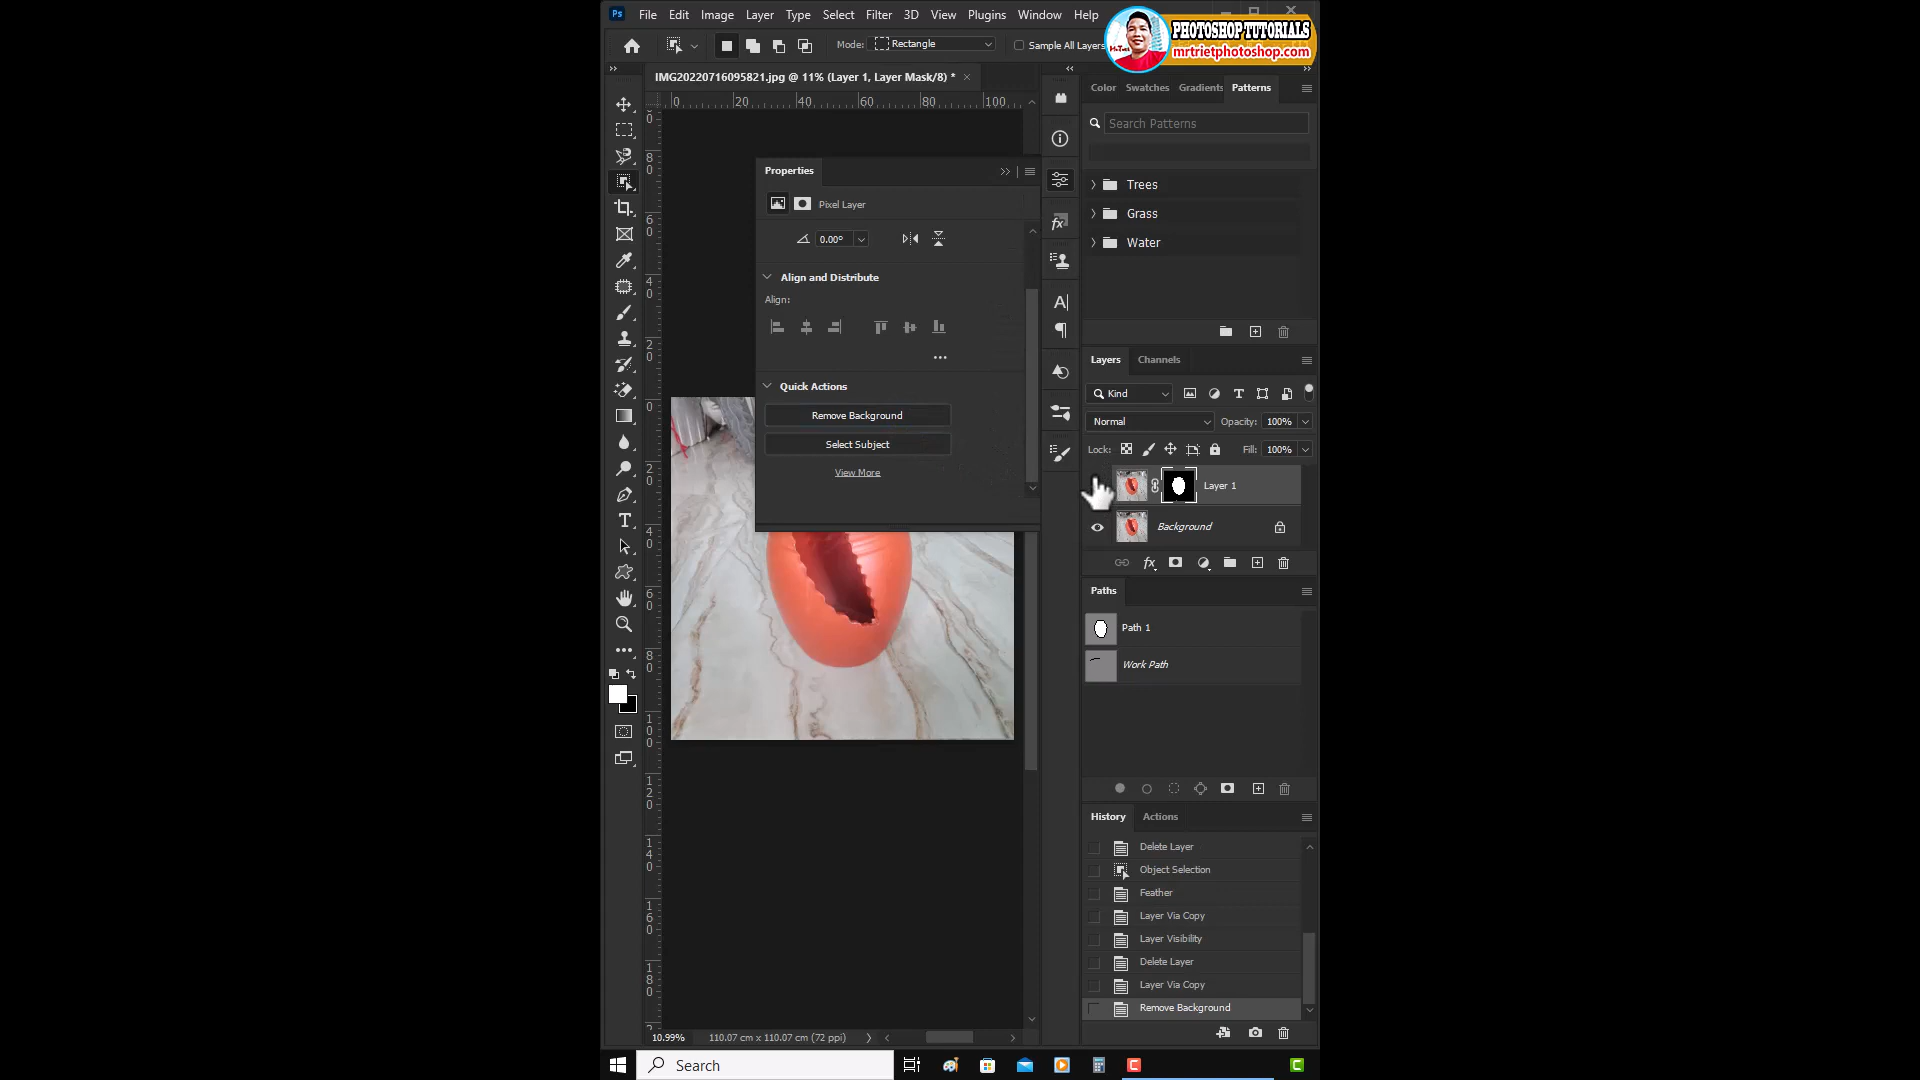 Ps File Edit Image Layer Type Select Filter 3D View Plugins Window Help
PHOTOSHOP TUTORIALS
mrtrietphotoshop.com
Mode: Rectangle Sample All Layers
IMG20220716095821.jpg @ 11% (Layer 1, Layer Mask/8) *
0 20 40 60 80 100
Color Swatches Gradients Patterns
Search Patterns
Trees
Grass
Water
Properties
Pixel Layer
0.00°
Align and Distribute
Align:
Quick Actions
Remove Background
Select Subject
View More
Layers Channels
Kind
Normal Opacity: 100%
Lock: Fill: 100%
Layer 1
Background
Paths
Path 1
Work Path
History Actions
Delete Layer
Object Selection
Feather
Layer Via Copy
Layer Visibility
Delete Layer
Layer Via Copy
Remove Background
10.99% 110.07 cm x 110.07 cm (72 ppi)
Search